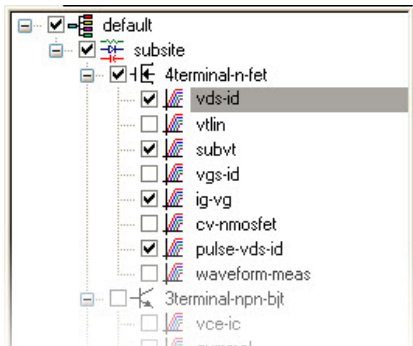 default
subsite
4terminal-n-fet
vds-id
vtlin
subvt
vgs-id
ig-vg
cv-nmosfet
pulse-vds-id
waveform-meas
3terminal-npn-bjt
vce-ic